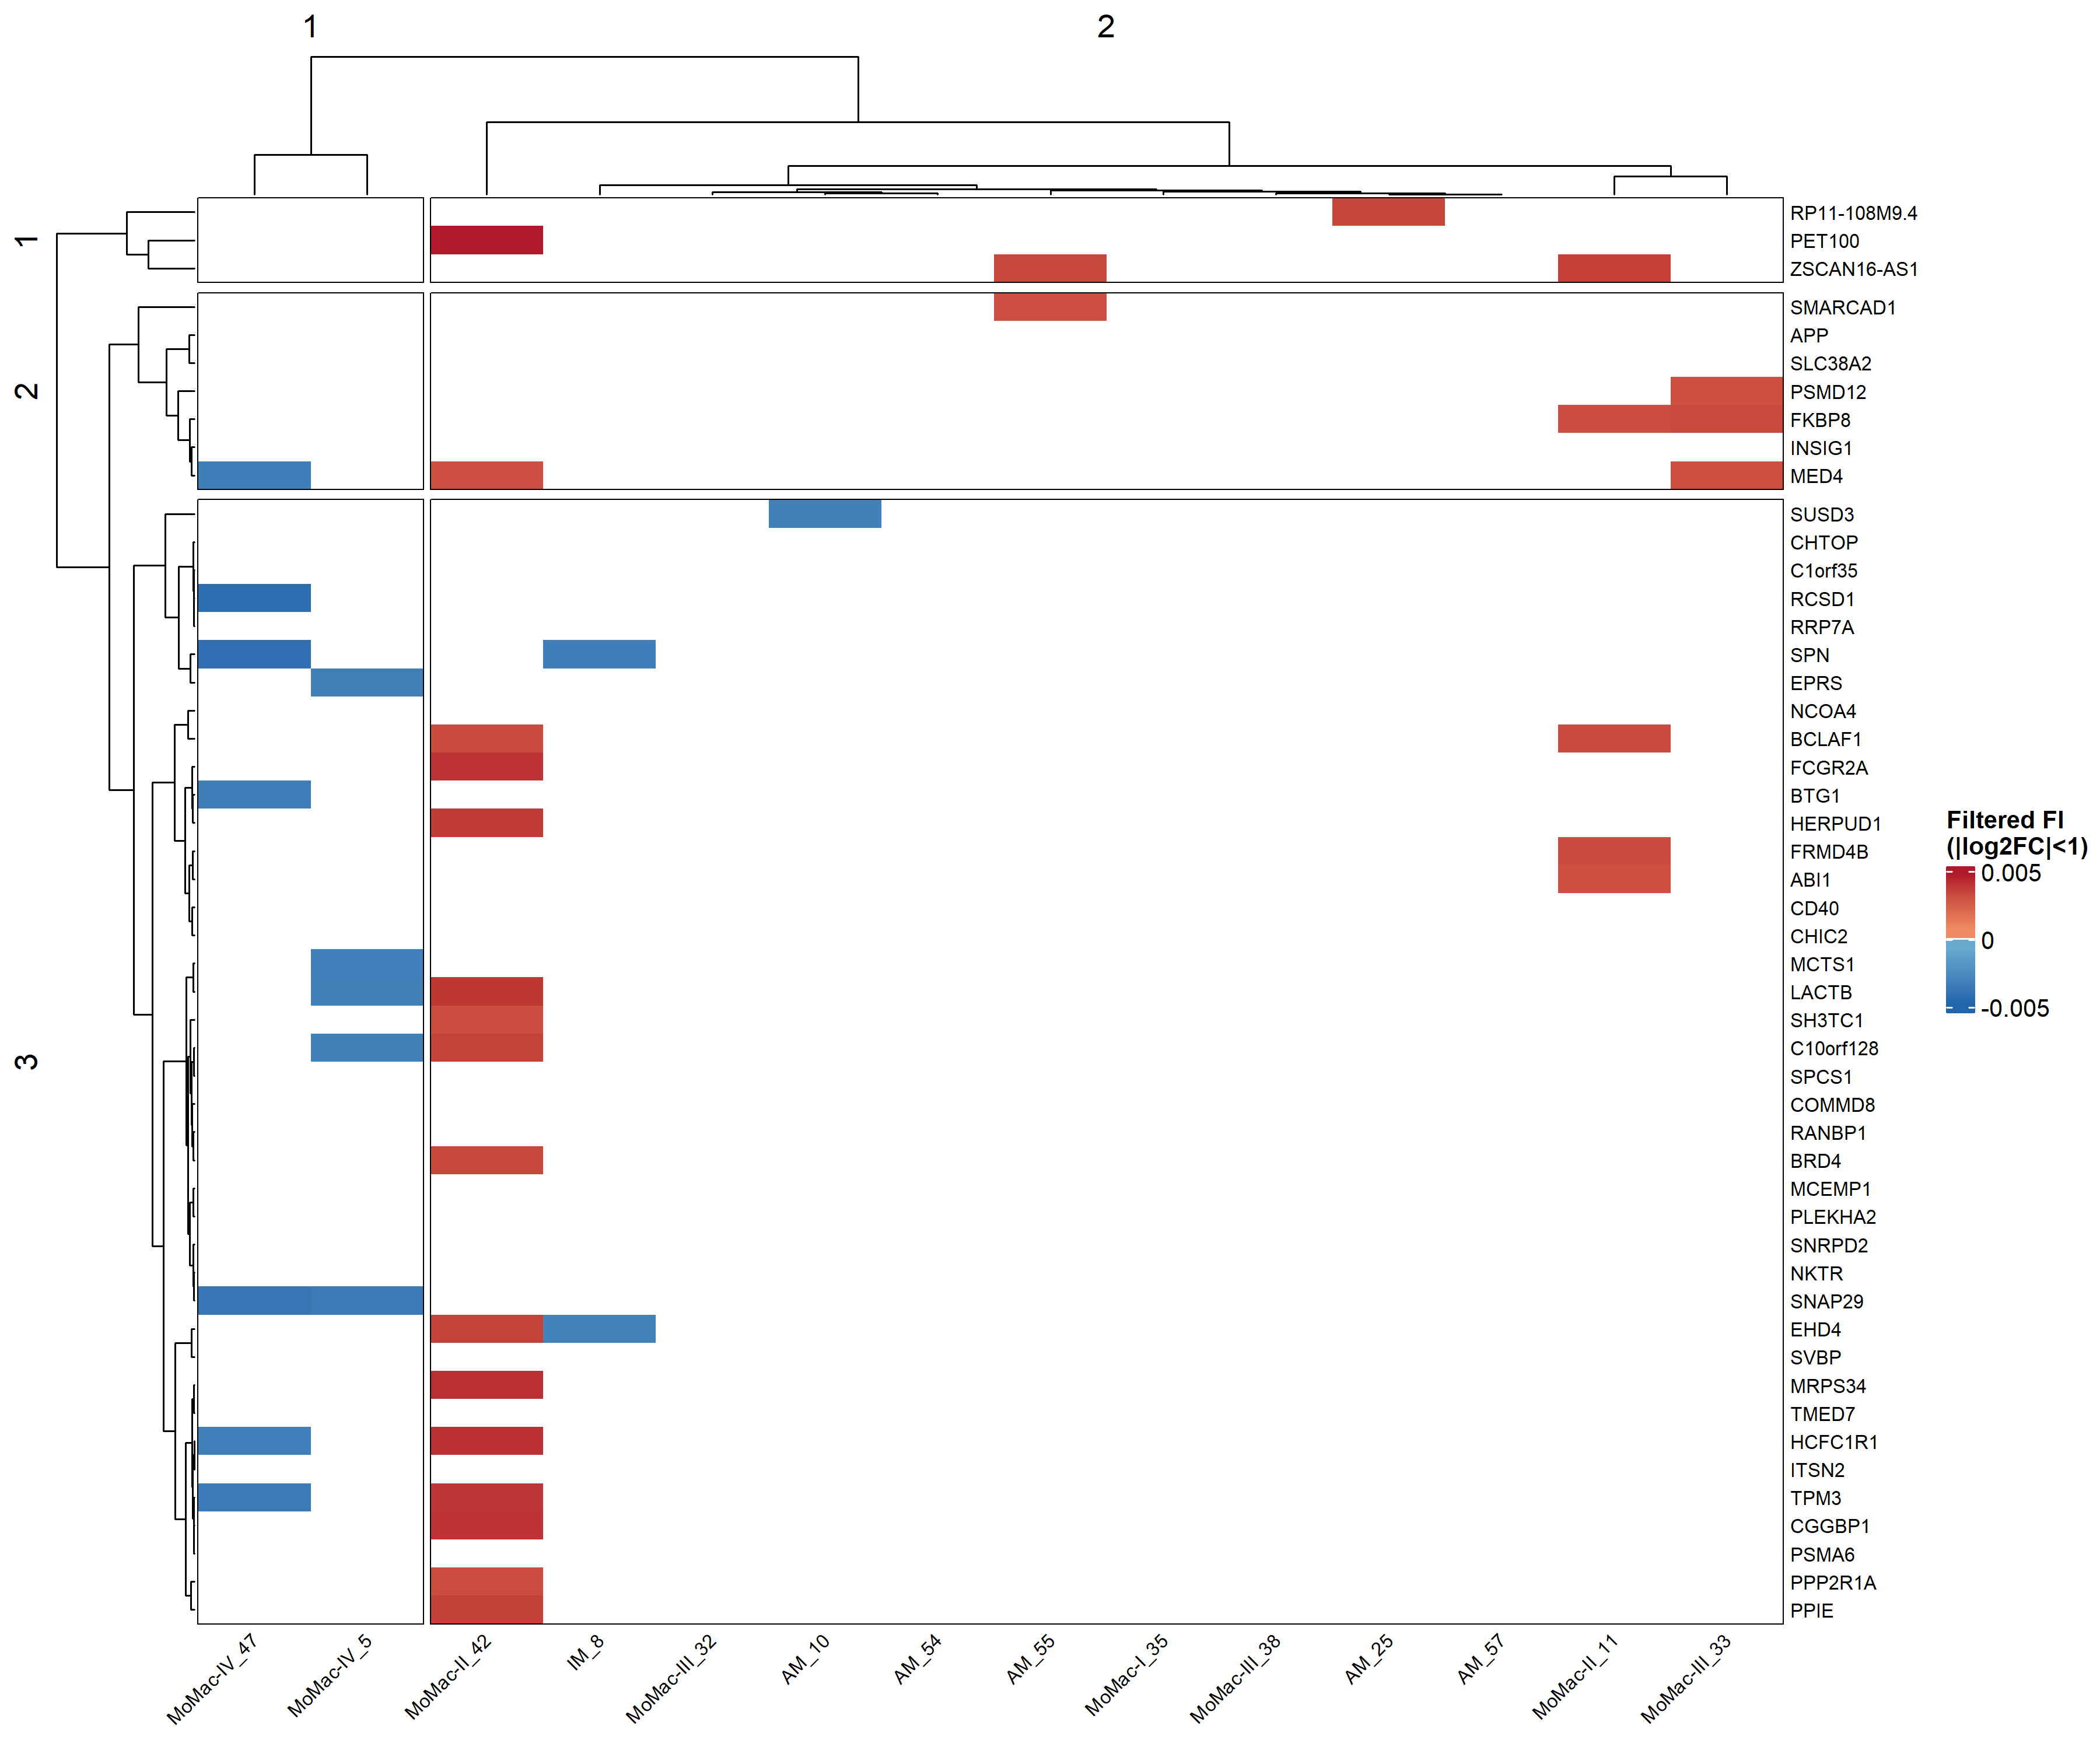 1
2
1
2
3
RP11-108M9.4
PET100
ZSCAN16-AS1
SMARCAD1
APP
SLC38A2
PSMD12
FKBP8
INSIG1
MED4
SUSD3
CHTOP
C1orf35
RCSD1
RRP7A
SPN
EPRS
NCOA4
BCLAF1
FCGR2A
BTG1
HERPUD1
FRMD4B
ABI1
CD40
CHIC2
MCTS1
LACTB
SH3TC1
C10orf128
SPCS1
COMMD8
RANBP1
BRD4
MCEMP1
PLEKHA2
SNRPD2
NKTR
SNAP29
EHD4
SVBP
MRPS34
TMED7
HCFC1R1
ITSN2
TPM3
CGGBP1
PSMA6
PPP2R1A
PPIE
MoMac-IV_47
MoMac-IV_5
MoMac-II_42
IM_8
MoMac-III_32
AM_10
AM_54
AM_55
MoMac-I_35
MoMac-III_38
AM_25
AM_57
MoMac-II_11
MoMac-III_33
Filtered FI
(|log2FC|<1)
0.005
0
-0.005